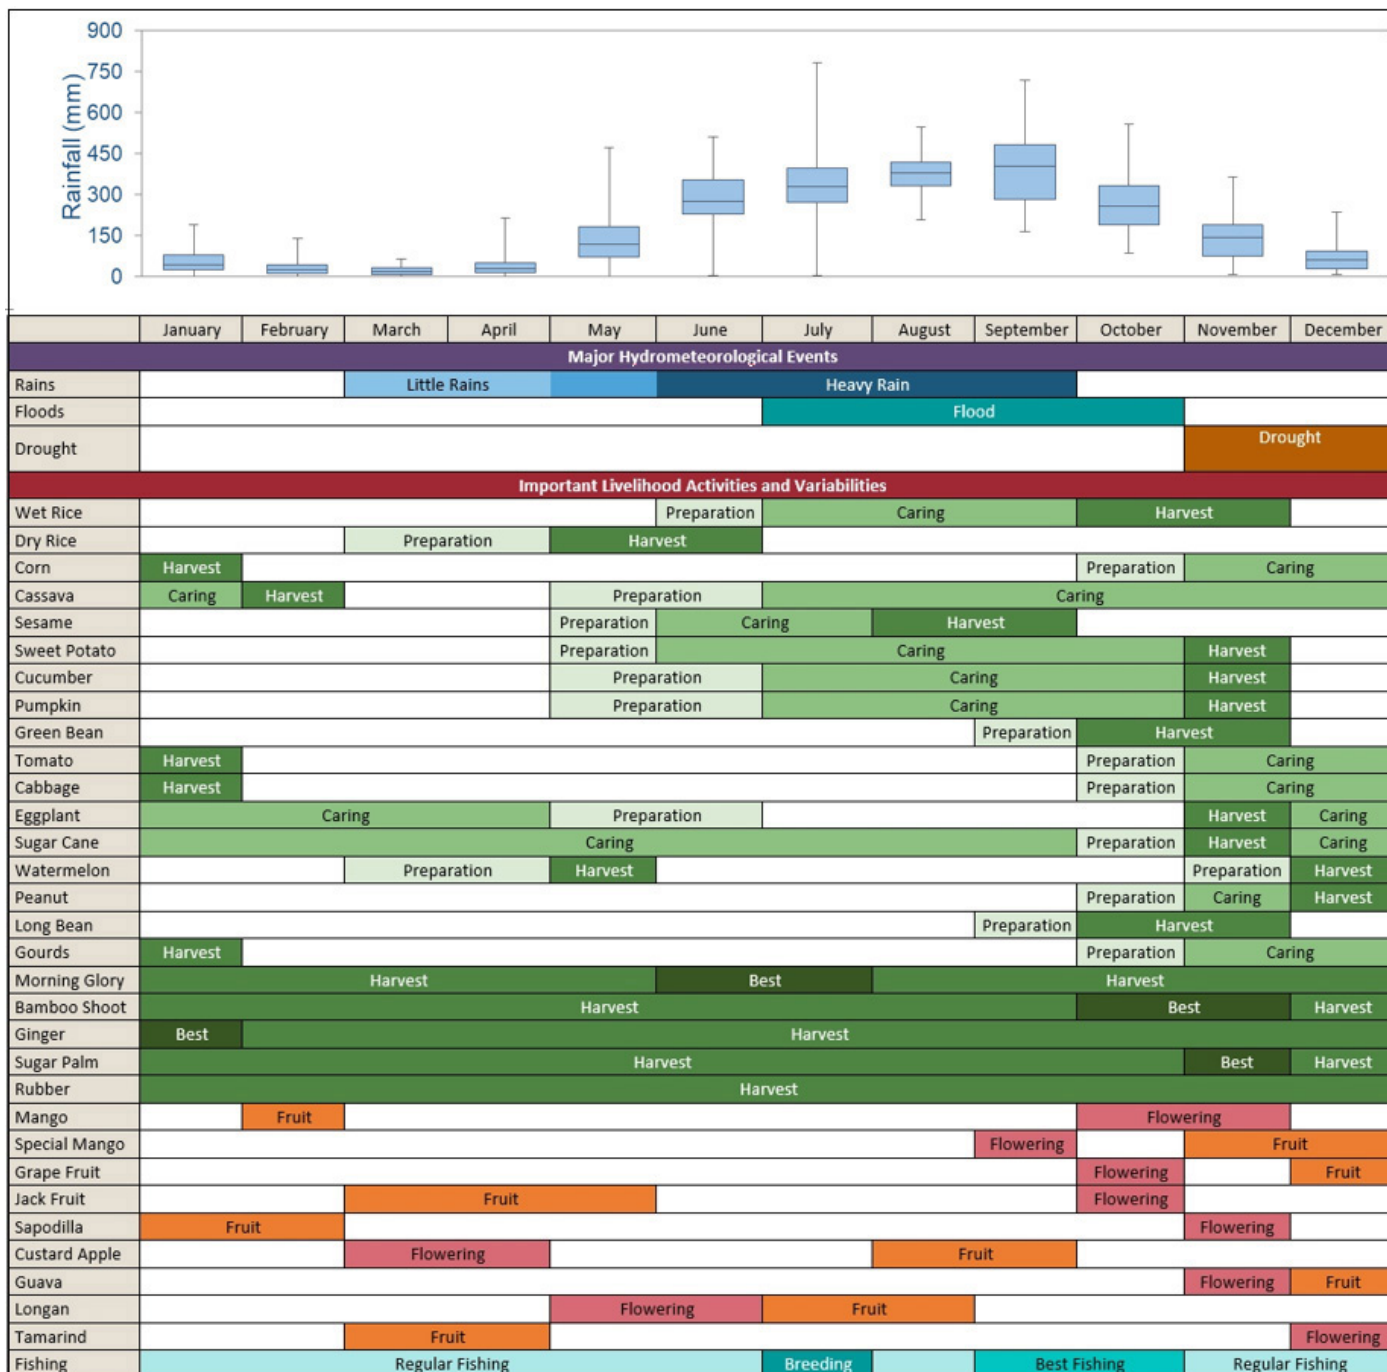 900
750
600
450
300
150
0
Rainfall (mm)
January February March April May June July August September October November December
Major Hydrometeorological Events
Rains Little Rains Heavy Rain
Floods Flood
Drought Drought
Important Livelihood Activities and Variabilities
Wet Rice Preparation Caring Harvest
Dry Rice Preparation Harvest
Corn Harvest Preparation Caring
Cassava Caring Harvest Preparation Caring
Sesame Preparation Caring Harvest
Sweet Potato Preparation Caring Harvest
Cucumber Preparation Caring Harvest
Pumpkin Preparation Caring Harvest
Green Bean Preparation Harvest
Tomato Harvest Preparation Caring
Cabbage Harvest Preparation Caring
Eggplant Caring Preparation Harvest Caring
Sugar Cane Caring Preparation Harvest Caring
Watermelon Preparation Harvest Preparation Harvest
Peanut Preparation Caring Harvest
Long Bean Preparation Harvest
Gourds Harvest Preparation Caring
Morning Glory Harvest Best Harvest
Bamboo Shoot Harvest Best Harvest
Ginger Best Harvest
Sugar Palm Harvest Best Harvest
Rubber Harvest
Mango Fruit Flowering
Special Mango Flowering Fruit
Grape Fruit Flowering Fruit
Jack Fruit Fruit Flowering
Sapodilla Fruit Flowering
Custard Apple Flowering Fruit
Guava Flowering Fruit
Longan Flowering Fruit
Tamarind Fruit Flowering
Fishing Regular Fishing Breeding Best Fishing Regular Fishing